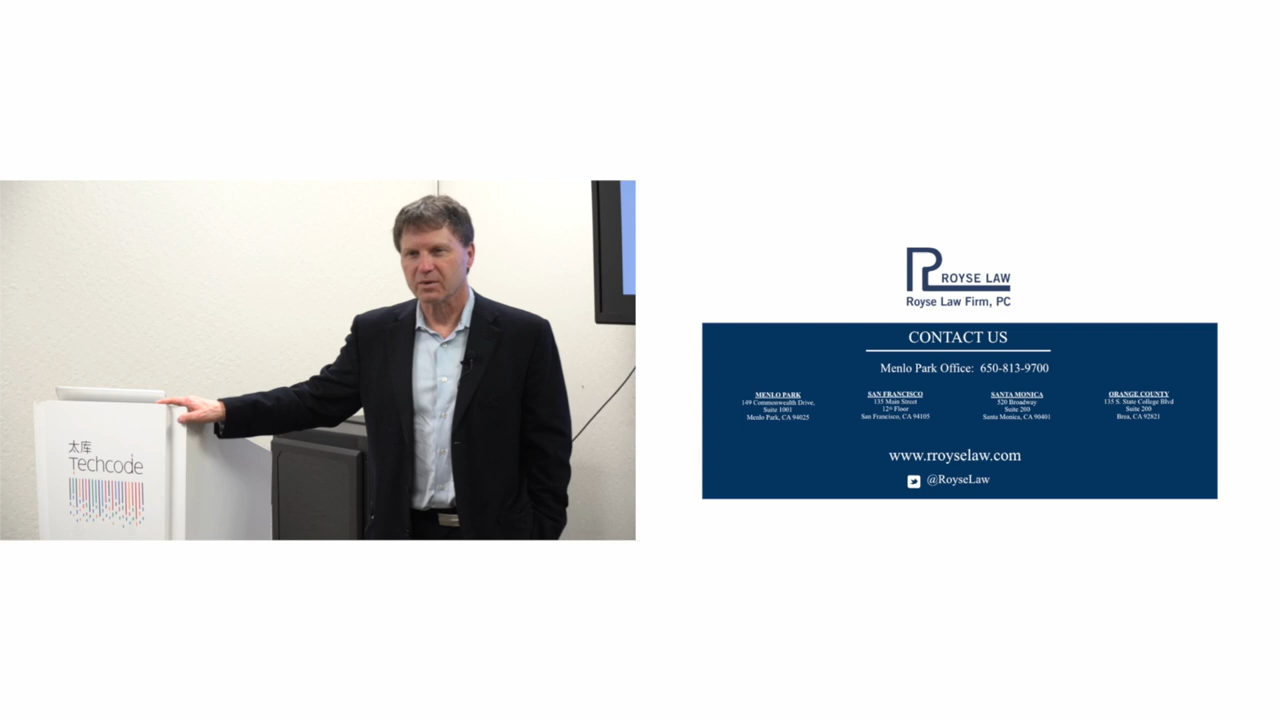 太库
Techcode
ROYSE LAW
Royse Law Firm, PC
CONTACT US
Menlo Park Office: 650-813-9700
MENLO PARK
149 Commonwealth Drive,
Suite 1001
Menlo Park, CA 94025
SAN FRANCISCO
135 Main Street
12th Floor
San Francisco, CA 94105
SANTA MONICA
520 Broadway
Suite 200
Santa Monica, CA 90401
ORANGE COUNTY
135 S. State College Blvd
Suite 200
Brea, CA 92821
www.rroyselaw.com
@RoyseLaw